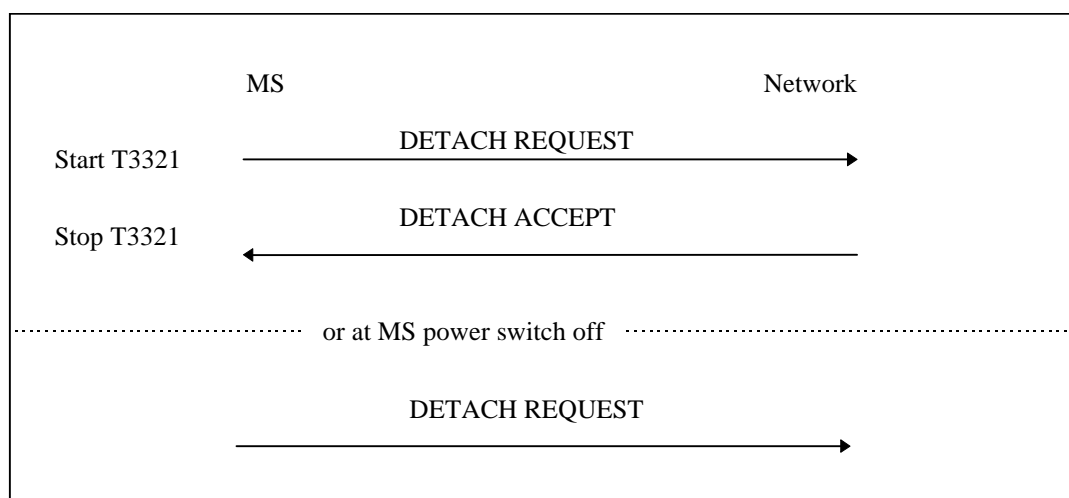 MS Network
DETACH REQUEST
Start T3321
DETACH ACCEPT
Stop T3321
or at MS power switch off
DETACH REQUEST